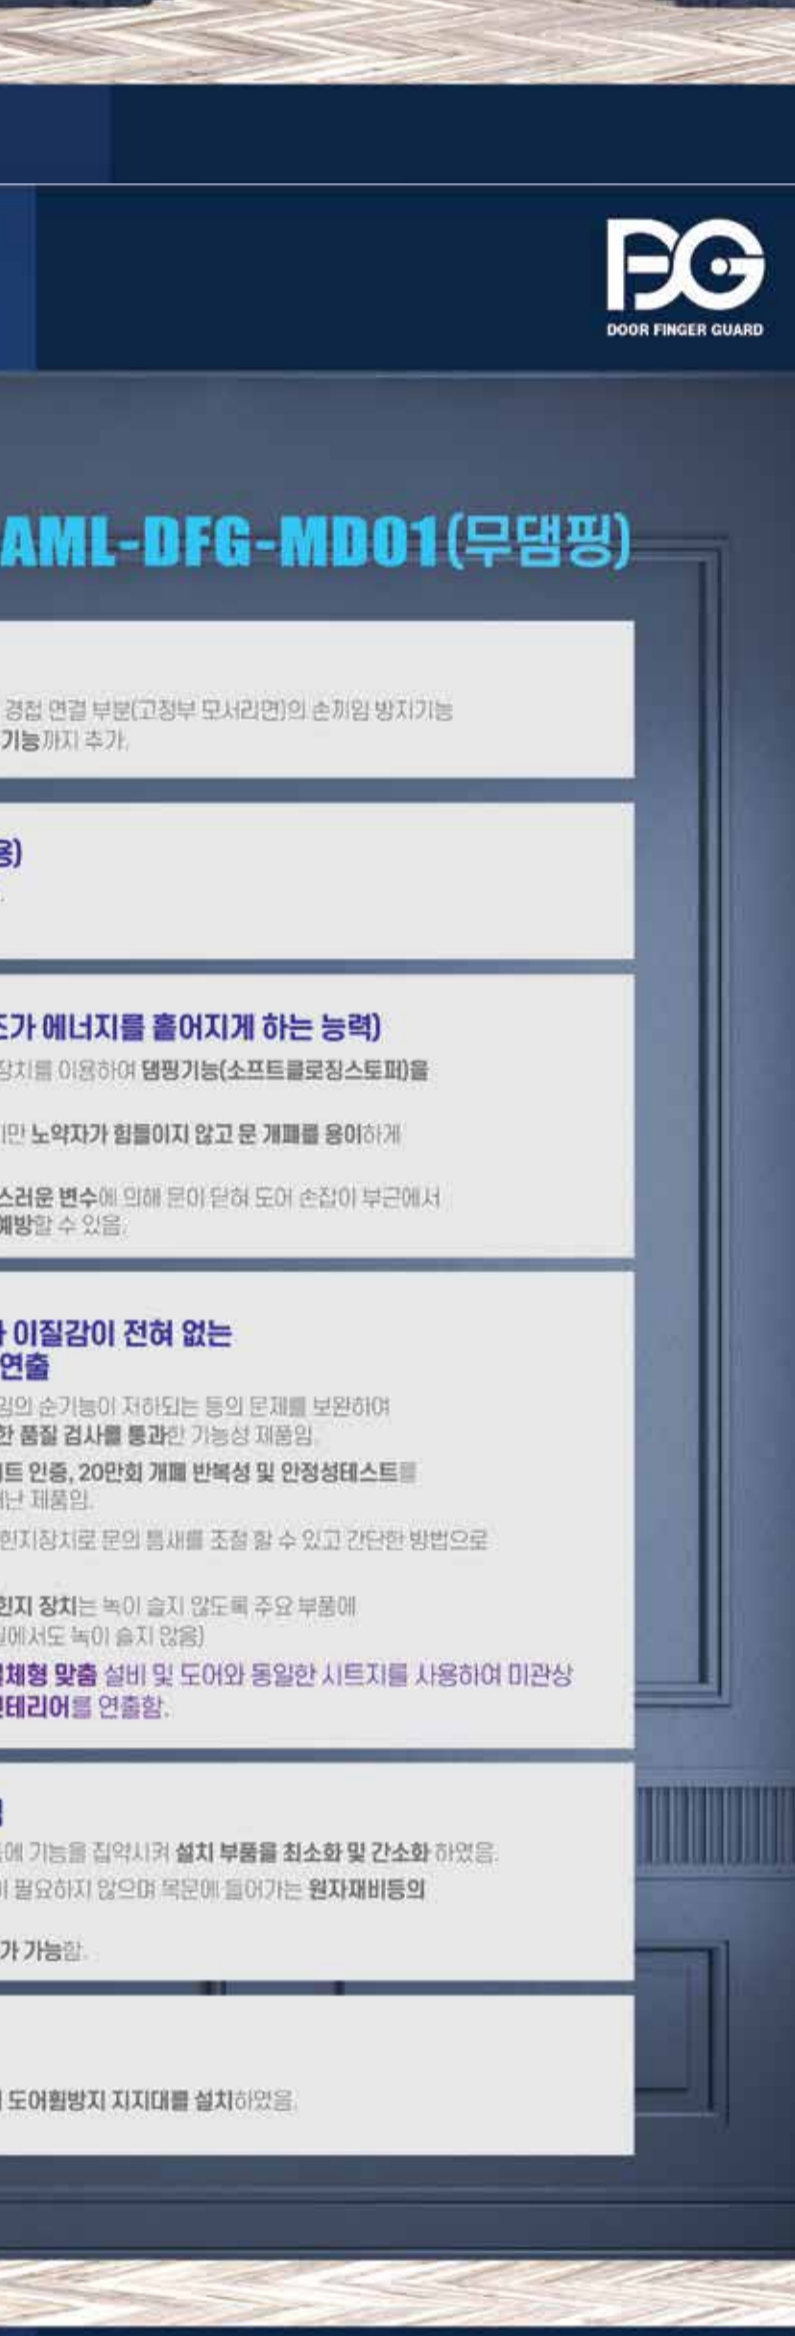 DOOR FINGER GUARD
AML-DFG-MD01(무댐핑)
경첩 연결 부분(고정부 모서리면)의 손끼임 방지기능
기능까지 추가.
용)
조가 에너지를 흩어지게 하는 능력)
장치를 이용하여 댐핑기능(소프트클로징스토퍼)을
지만 노약자가 힘들이지 않고 문 개폐를 용이하게
스러운 변수에 의해 문이 닫혀 도어 손잡이 부근에서
예방할 수 있음.
이질감이 전혀 없는
연출
임의 순기능이 저하되는 등의 문제를 보완하여
한 품질 검사를 통과한 기능성 제품임.
트 인증, 20만회 개폐 반복성 및 안정성테스트를
난 제품임.
힌지장치로 문의 틈새를 조절 할 수 있고 간단한 방법으로
힌지 장치는 녹이 슬지 않도록 주요 부품에
실에서도 녹이 슬지 않음)
일체형 맞춤 설비 및 도어와 동일한 시트지를 사용하여 미관상
인테리어를 연출함.
에 기능을 집약시켜 설치 부품을 최소화 및 간소화 하였음.
이 필요하지 않으며 목문에 들어가는 원자재비등의
가 가능함.
도어휨방지 지지대를 설치하였음.